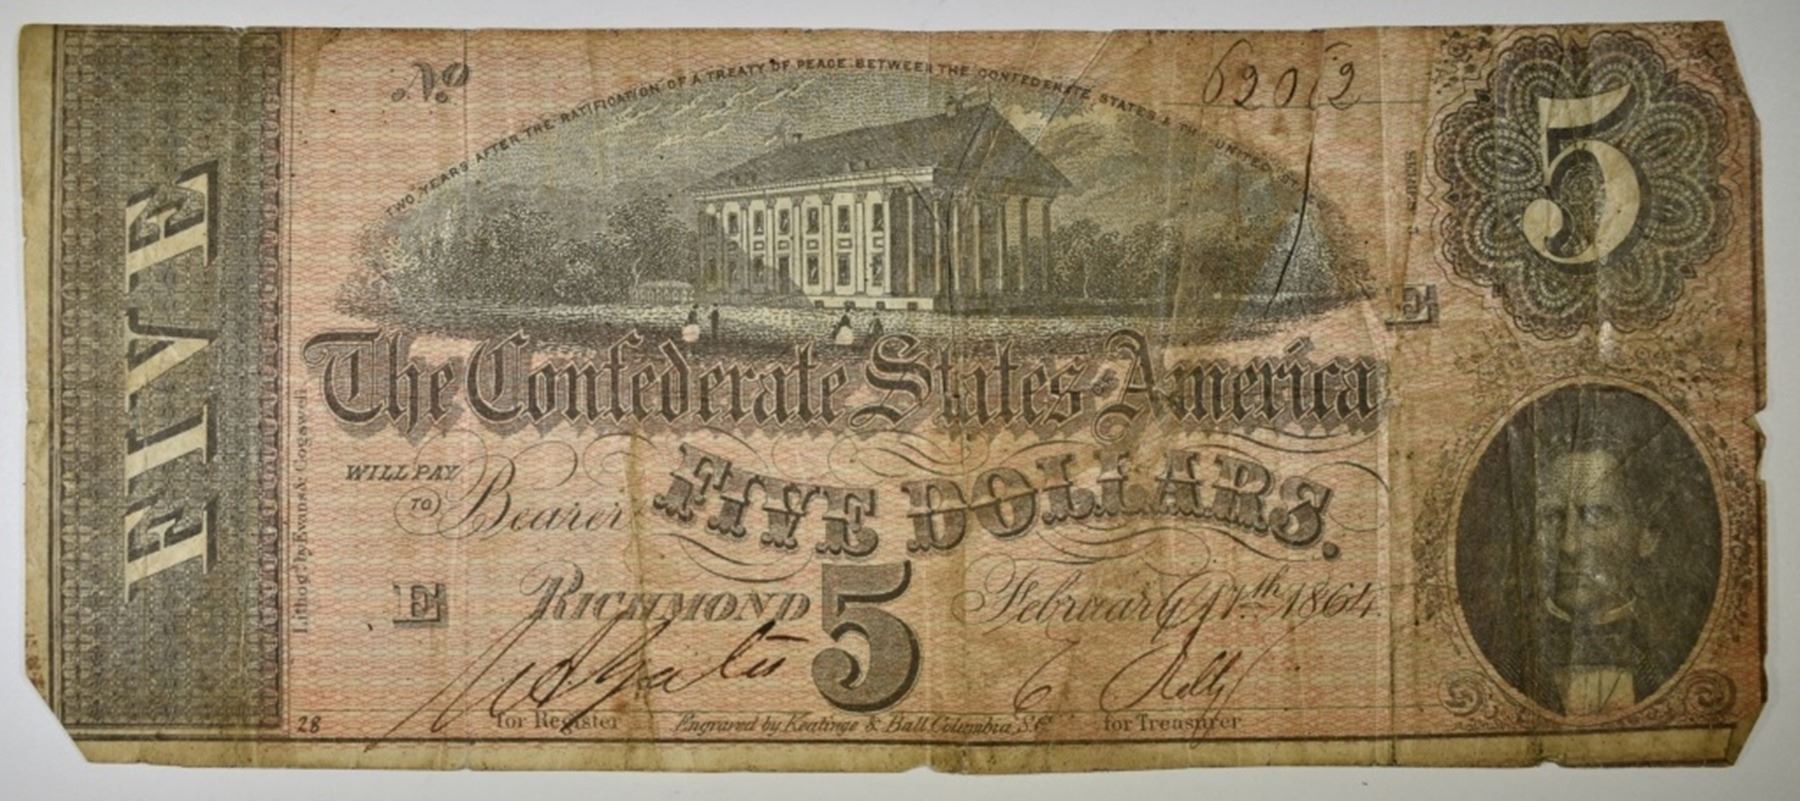 No 62012
TWO YEARS AFTER THE RATIFICATION OF A TREATY OF PEACE BETWEEN THE CONFEDERATE STATES & THE UNITED ST
5
SERIES
E
FIVE
The Confederate States of America
WILL PAY
TO Bearer FIVE DOLLARS.
E RICHMOND 5 February 17th 1864.
Lithog'd by Evans & Cogswell
28 for Register Engraved by Keatinge & Ball Columbia, S.C. for Treasurer